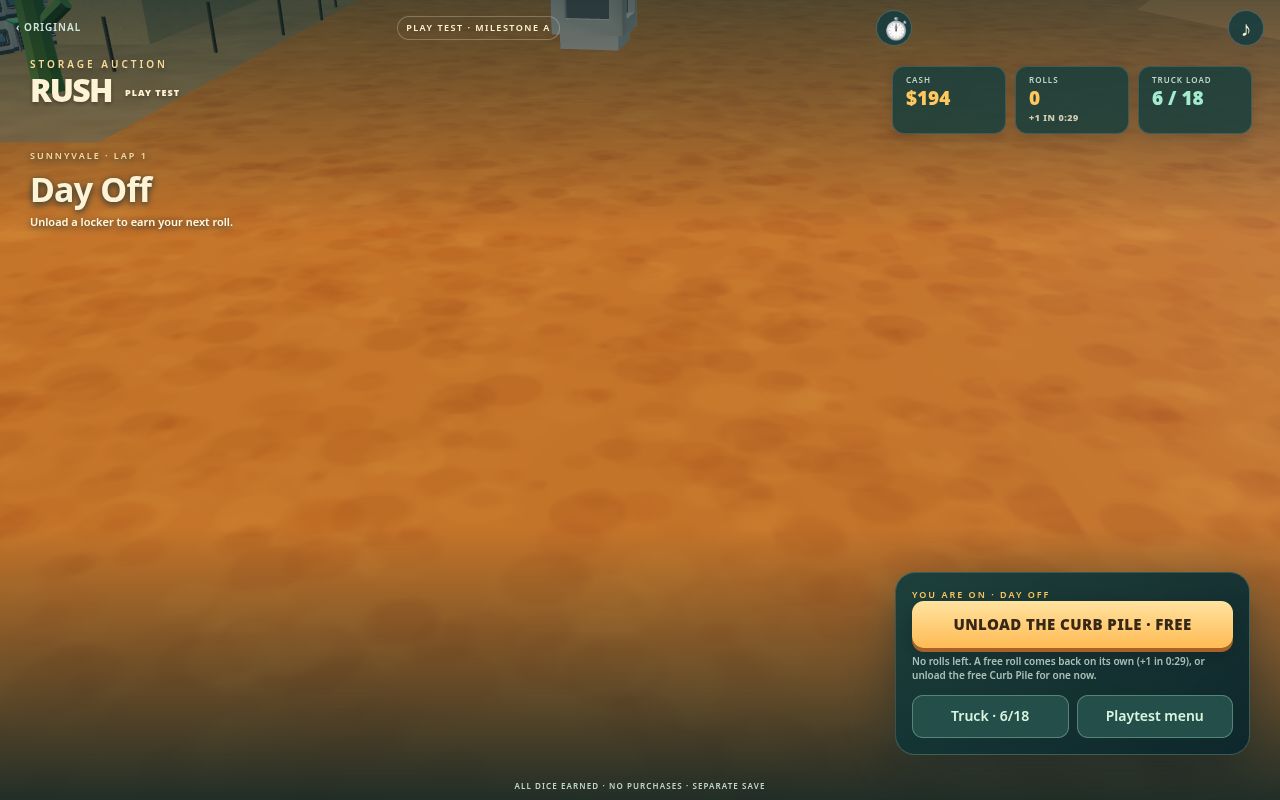 ‹ ORIGINAL
PLAY TEST · MILESTONE A
STORAGE AUCTION
RUSH PLAY TEST
CASH
$194
ROLLS
0
+1 IN 0:29
TRUCK LOAD
6 / 18
SUNNYVALE · LAP 1
Day Off
Unload a locker to earn your next roll.
YOU ARE ON · DAY OFF
UNLOAD THE CURB PILE · FREE
No rolls left. A free roll comes back on its own (+1 in 0:29), or
unload the free Curb Pile for one now.
Truck · 6/18
Playtest menu
ALL DICE EARNED · NO PURCHASES · SEPARATE SAVE